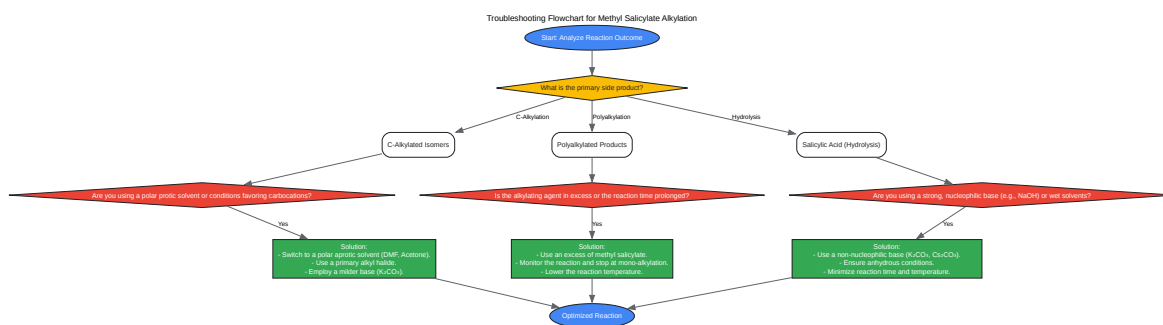 Troubleshooting Flowchart for Methyl Salicylate Alkylation
Start: Analyze Reaction Outcome
What is the primary side product?
C-Alkylation
Polyalkylation
Hydrolysis
C-Alkylated Isomers
Polyalkylated Products
Salicylic Acid (Hydrolysis)
Are you using a polar protic solvent or conditions favoring carbocations?
Is the alkylating agent in excess or the reaction time prolonged?
Are you using a strong, nucleophilic base (e.g., NaOH) or wet solvents?
Yes
Yes
Yes
Solution:
- Switch to a polar aprotic solvent (DMF, Acetone).
- Use a primary alkyl halide.
- Employ a milder base (K₂CO₃).
Solution:
- Use an excess of methyl salicylate.
- Monitor the reaction and stop at mono-alkylation.
- Lower the reaction temperature.
Solution:
- Use a non-nucleophilic base (K₂CO₃, Cs₂CO₃).
- Ensure anhydrous conditions.
- Minimize reaction time and temperature.
Optimized Reaction